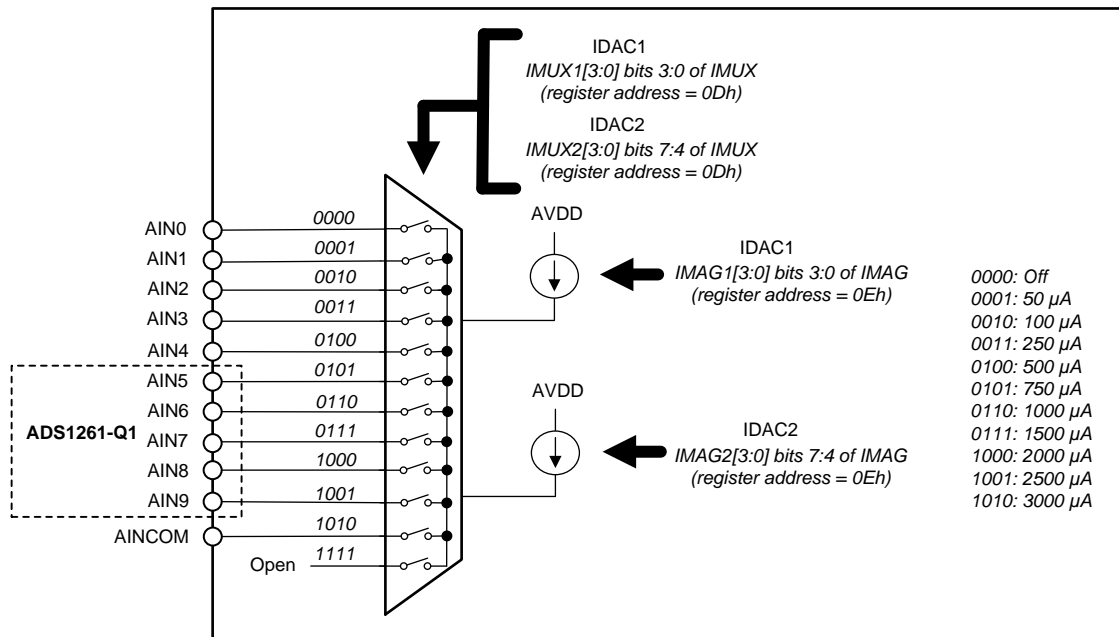 IDAC1
IMUX1[3:0] bits 3:0 of IMUX
(register address = 0Dh)
IDAC2
IMUX2[3:0] bits 7:4 of IMUX
(register address = 0Dh)
AIN0
0000
AIN1
0001
AIN2
0010
AIN3
0011
AIN4
0100
AIN5
0101
AIN6
0110
ADS1261-Q1
AIN7
0111
AIN8
1000
AIN9
1001
AINCOM
1010
Open
1111
AVDD
IDAC1
IMAG1[3:0] bits 3:0 of IMAG
(register address = 0Eh)
AVDD
IDAC2
IMAG2[3:0] bits 7:4 of IMAG
(register address = 0Eh)
0000: Off
0001: 50 µA
0010: 100 µA
0011: 250 µA
0100: 500 µA
0101: 750 µA
0110: 1000 µA
0111: 1500 µA
1000: 2000 µA
1001: 2500 µA
1010: 3000 µA